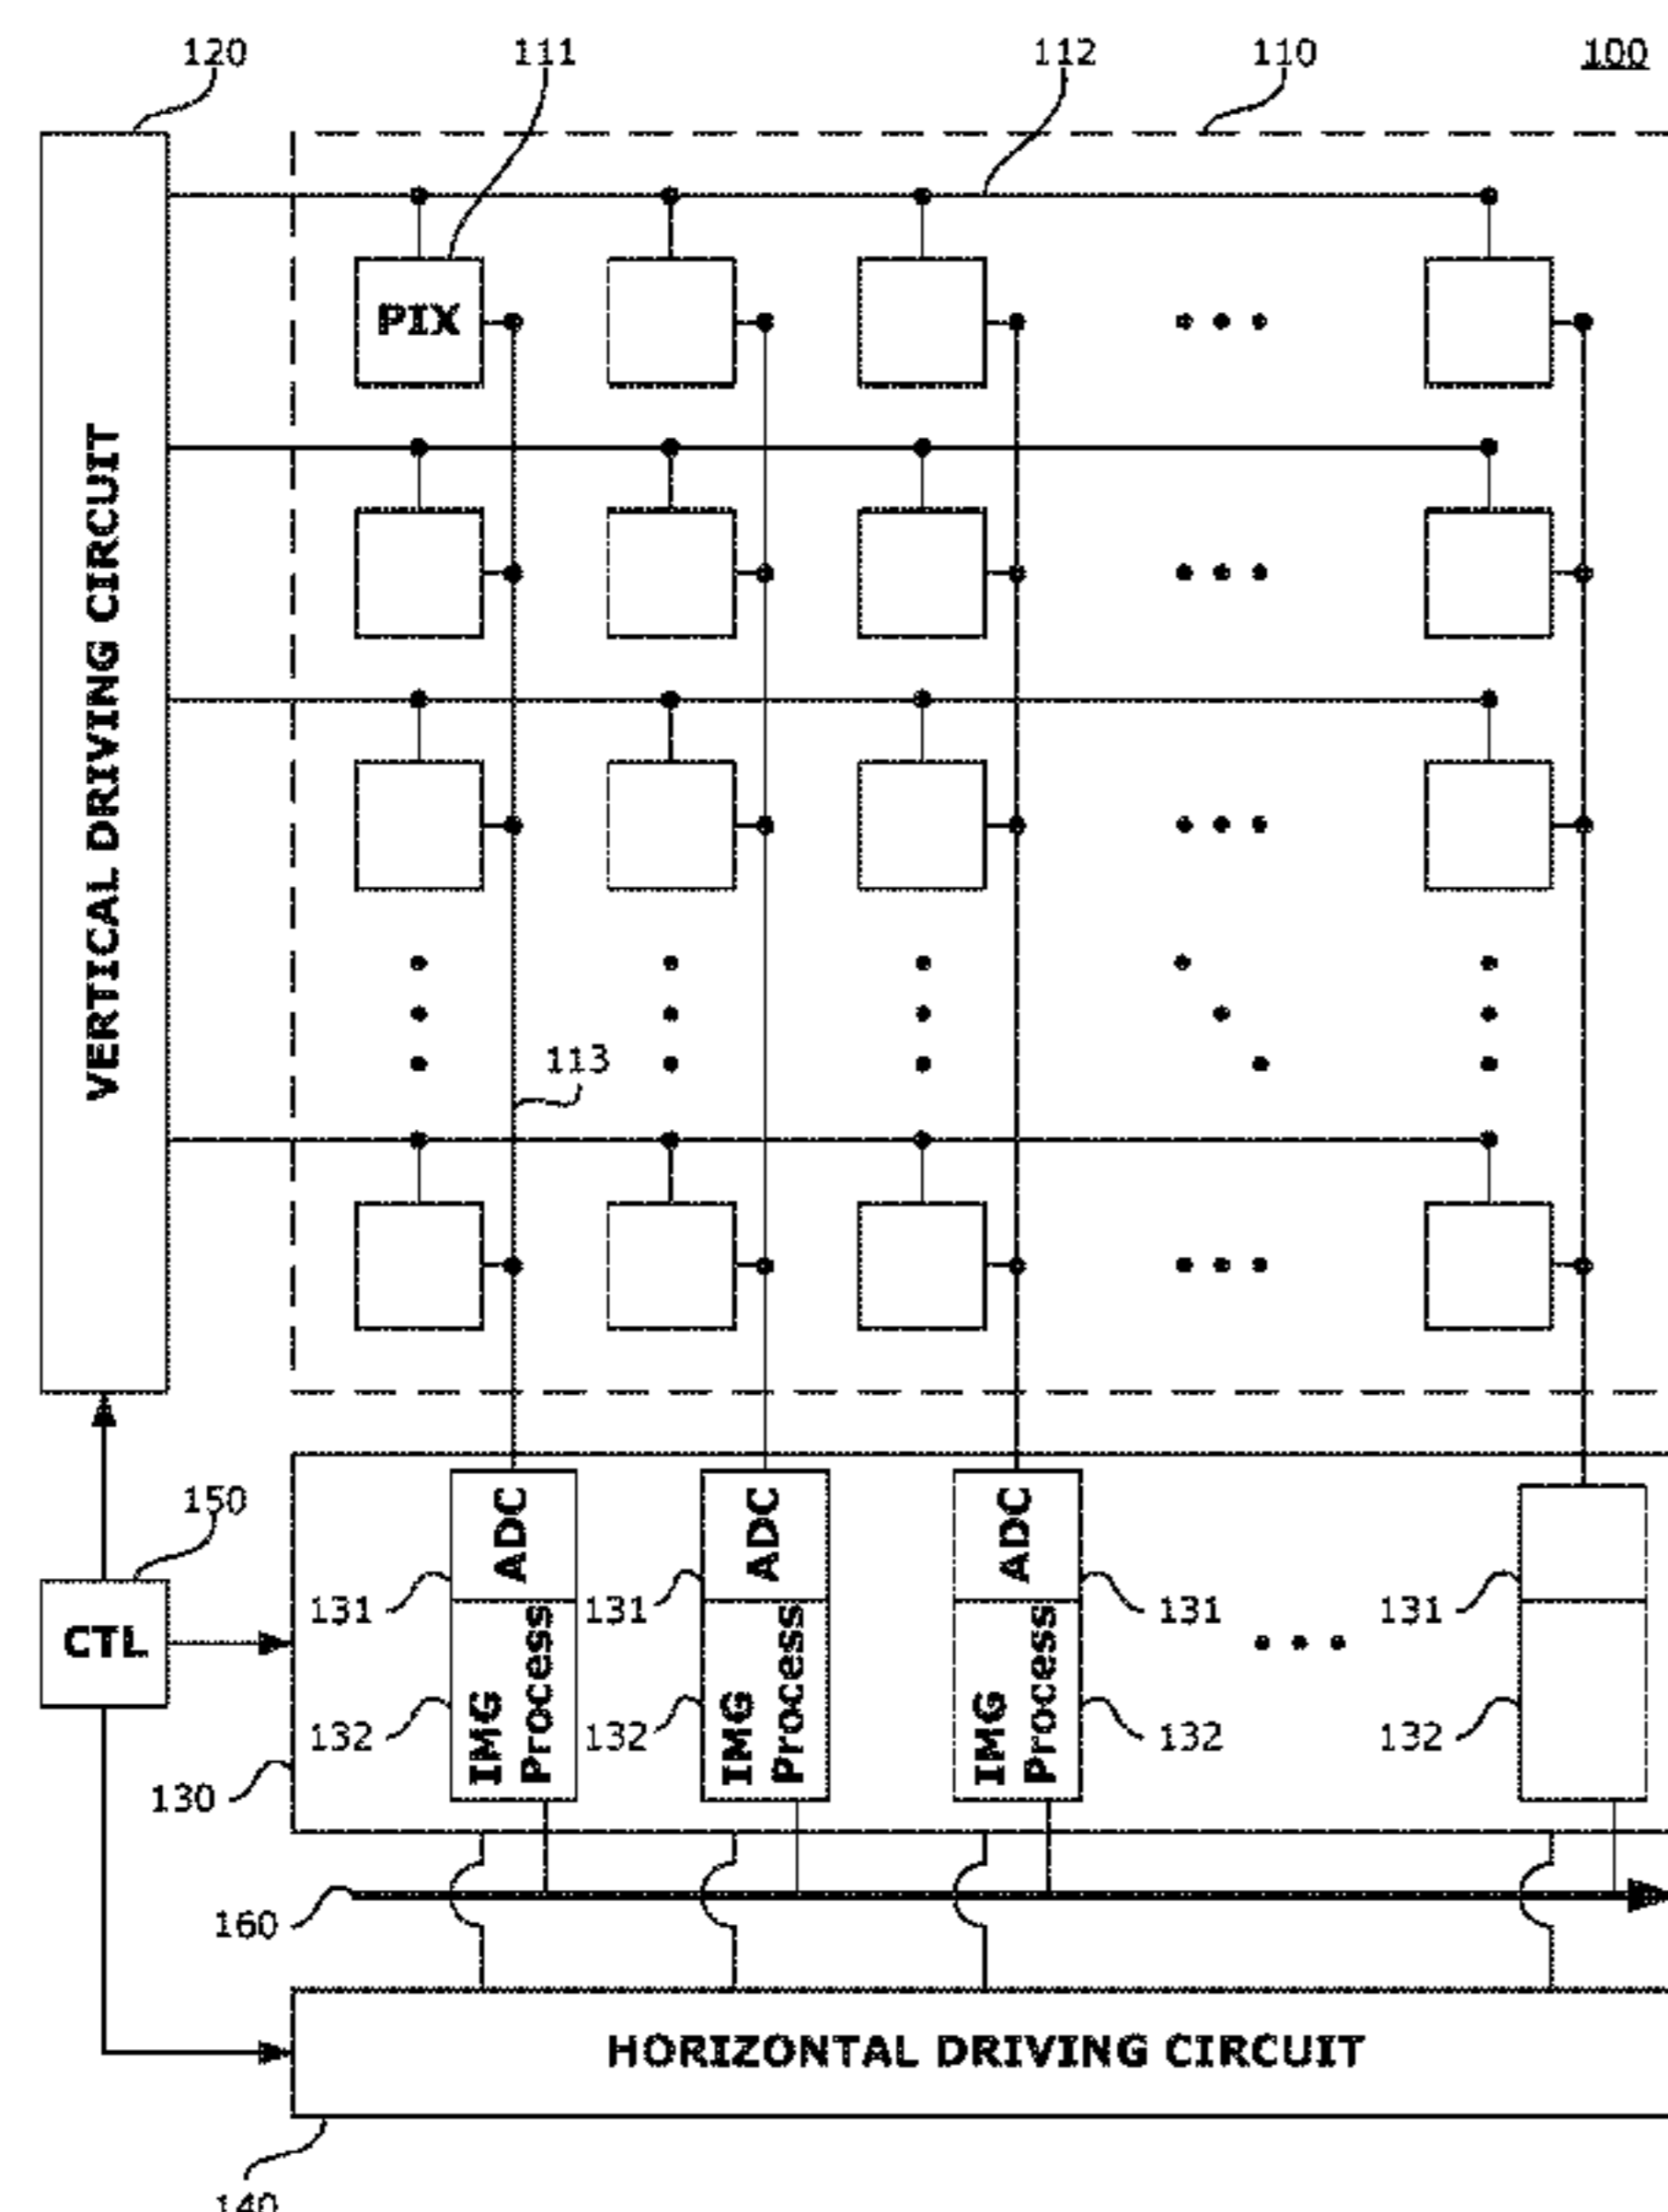 120
111
112
110
100
PIX
VERTICAL DRIVING CIRCUIT
113
150
CTL
ADC
ADC
ADC
131
131
131
131
IMG Process
IMG Process
IMG Process
132
132
132
132
130
160
HORIZONTAL DRIVING CIRCUIT
140